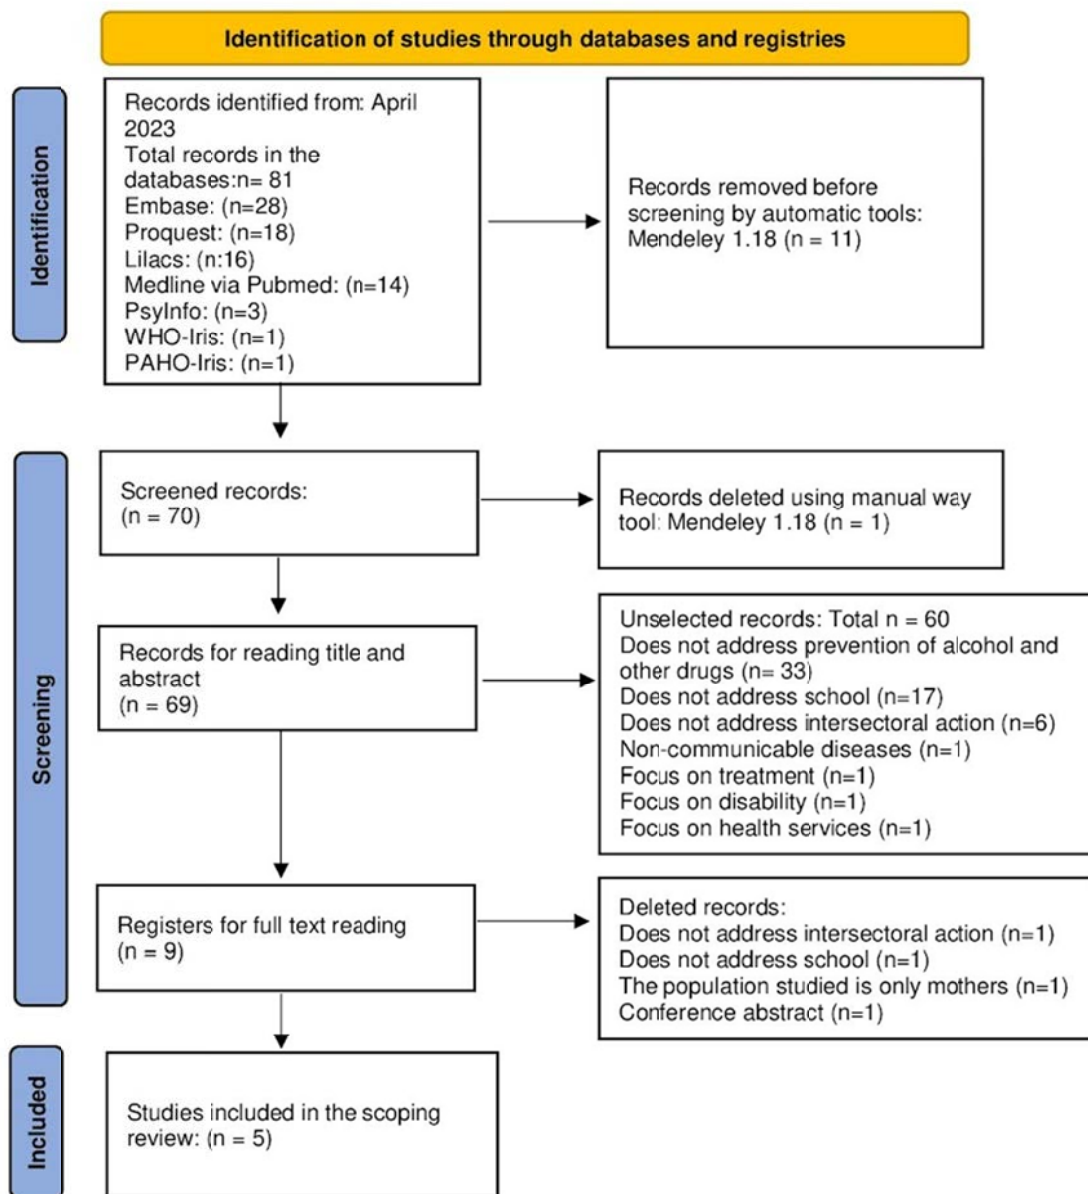 Identification of studies through databases and registries
Identification
Records identified from: April
2023
Total records in the
databases:n= 81
Embase: (n=28)
Proquest: (n=18)
Lilacs: (n:16)
Medline via Pubmed: (n=14)
PsyInfo: (n=3)
WHO-Iris: (n=1)
PAHO-Iris: (n=1)
Records removed before
screening by automatic tools:
Mendeley 1.18 (n = 11)
Screening
Screened records:
(n = 70)
Records deleted using manual way
tool: Mendeley 1.18 (n = 1)
Records for reading title and
abstract
(n = 69)
Unselected records: Total n = 60
Does not address prevention of alcohol and
other drugs (n= 33)
Does not address school (n=17)
Does not address intersectoral action (n=6)
Non-communicable diseases (n=1)
Focus on treatment (n=1)
Focus on disability (n=1)
Focus on health services (n=1)
Registers for full text reading
(n = 9)
Deleted records:
Does not address intersectoral action (n=1)
Does not address school (n=1)
The population studied is only mothers (n=1)
Conference abstract (n=1)
Included
Studies included in the scoping
review: (n = 5)